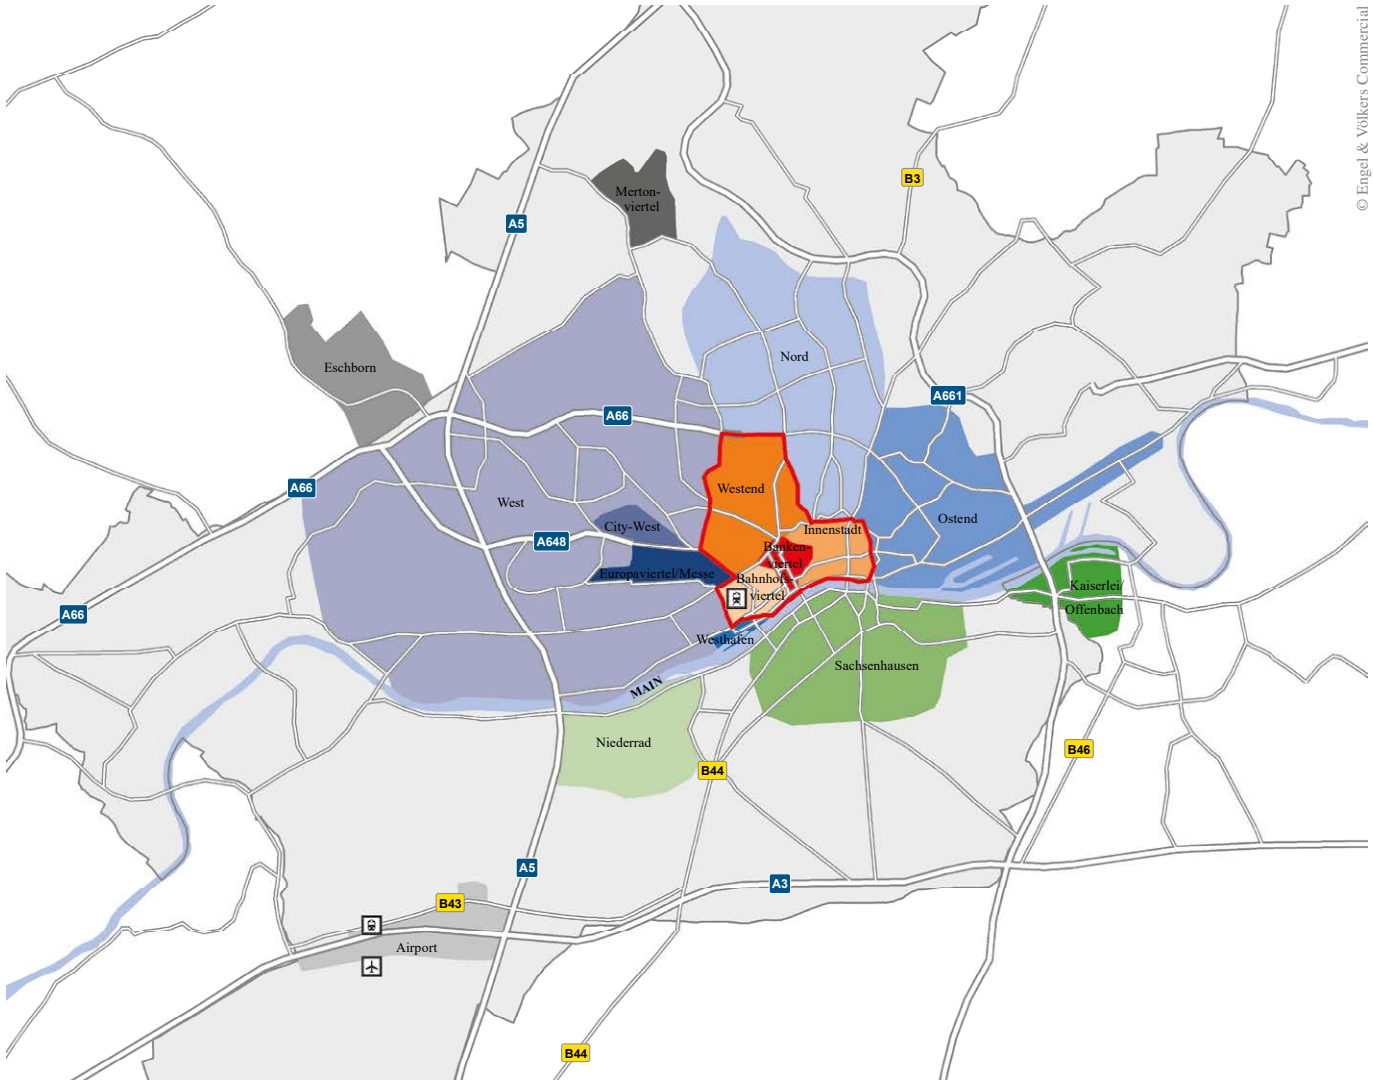 © Engel & Völkers Commercial
B3
Merton-
viertel
A5
Nord
Eschborn
A661
A66
A66
Westend
West
City-West
Ostend
Innenstadt
A648
Banken-
viertel
Europaviertel/Messe
Bahnhofs-
viertel
Kaiserlei/
Offenbach
A66
Westhafen
Sachsenhausen
MAIN
Niederrad
B46
B44
A5
A3
B43
Airport
B44